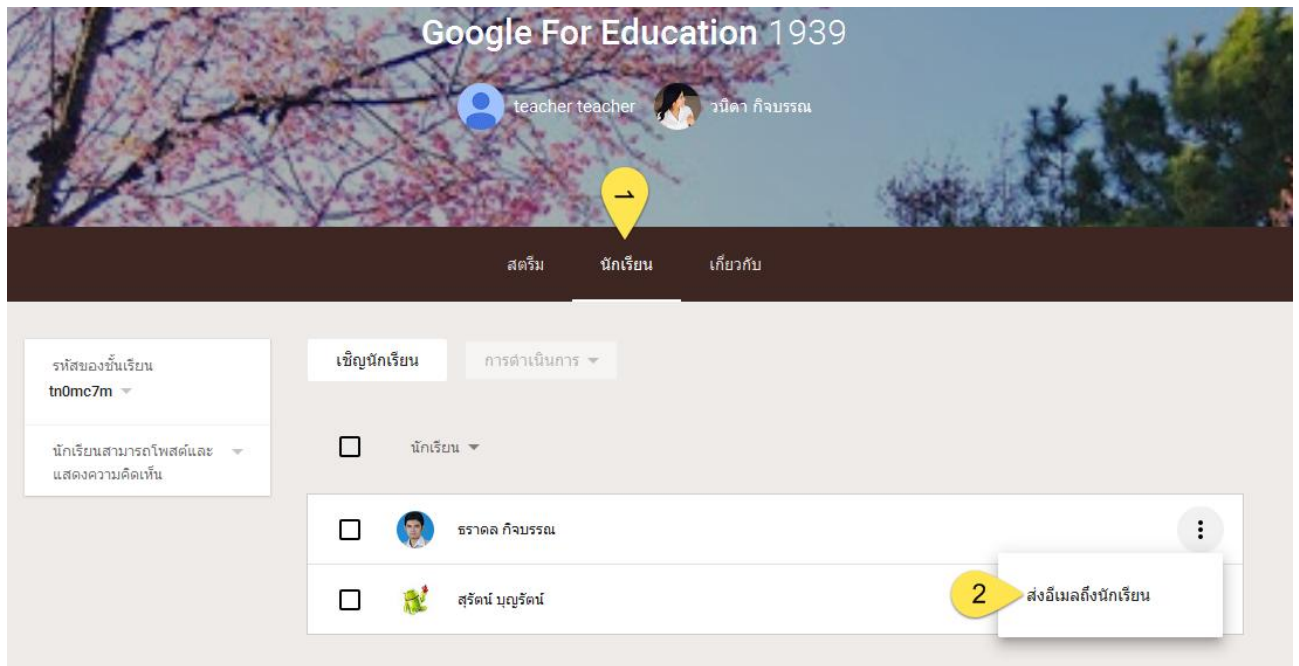 Google For Education 1939
teacher teacher วนิดา กิจบรรณ
1
สตรีม นักเรียน เกี่ยวกับ
รหัสของชั้นเรียน
tn0mc7m
นักเรียนสามารถโพสต์และ
แสดงความคิดเห็น
เชิญนักเรียน การดำเนินการ
นักเรียน
ธราดล กิจบรรณ
สุรัตน์ บุญรัตน์
2 ส่งอีเมลถึงนักเรียน